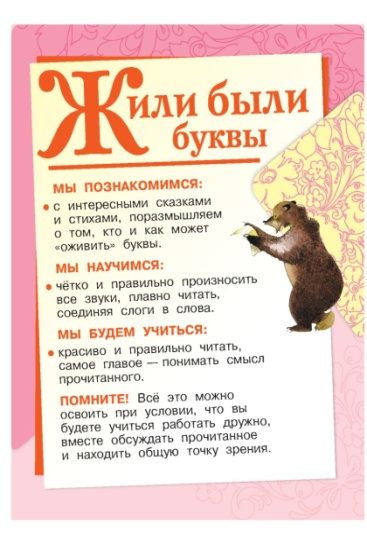 Жили были
буквы
МЫ ПОЗНАКОМИМСЯ:
• с интересными сказками
и стихами, поразмышляем
о том, кто и как может
«оживить» буквы.
МЫ НАУЧИМСЯ:
• чётко и правильно произносить
все звуки, плавно читать,
соединяя слоги в слова.
МЫ БУДЕМ УЧИТЬСЯ:
• красиво и правильно читать,
самое главое — понимать смысл
прочитанного.
ПОМНИТЕ! Всё это можно
освоить при условии, что вы
будете учиться работать дружно,
вместе обсуждать прочитанное
и находить общую точку зрения.